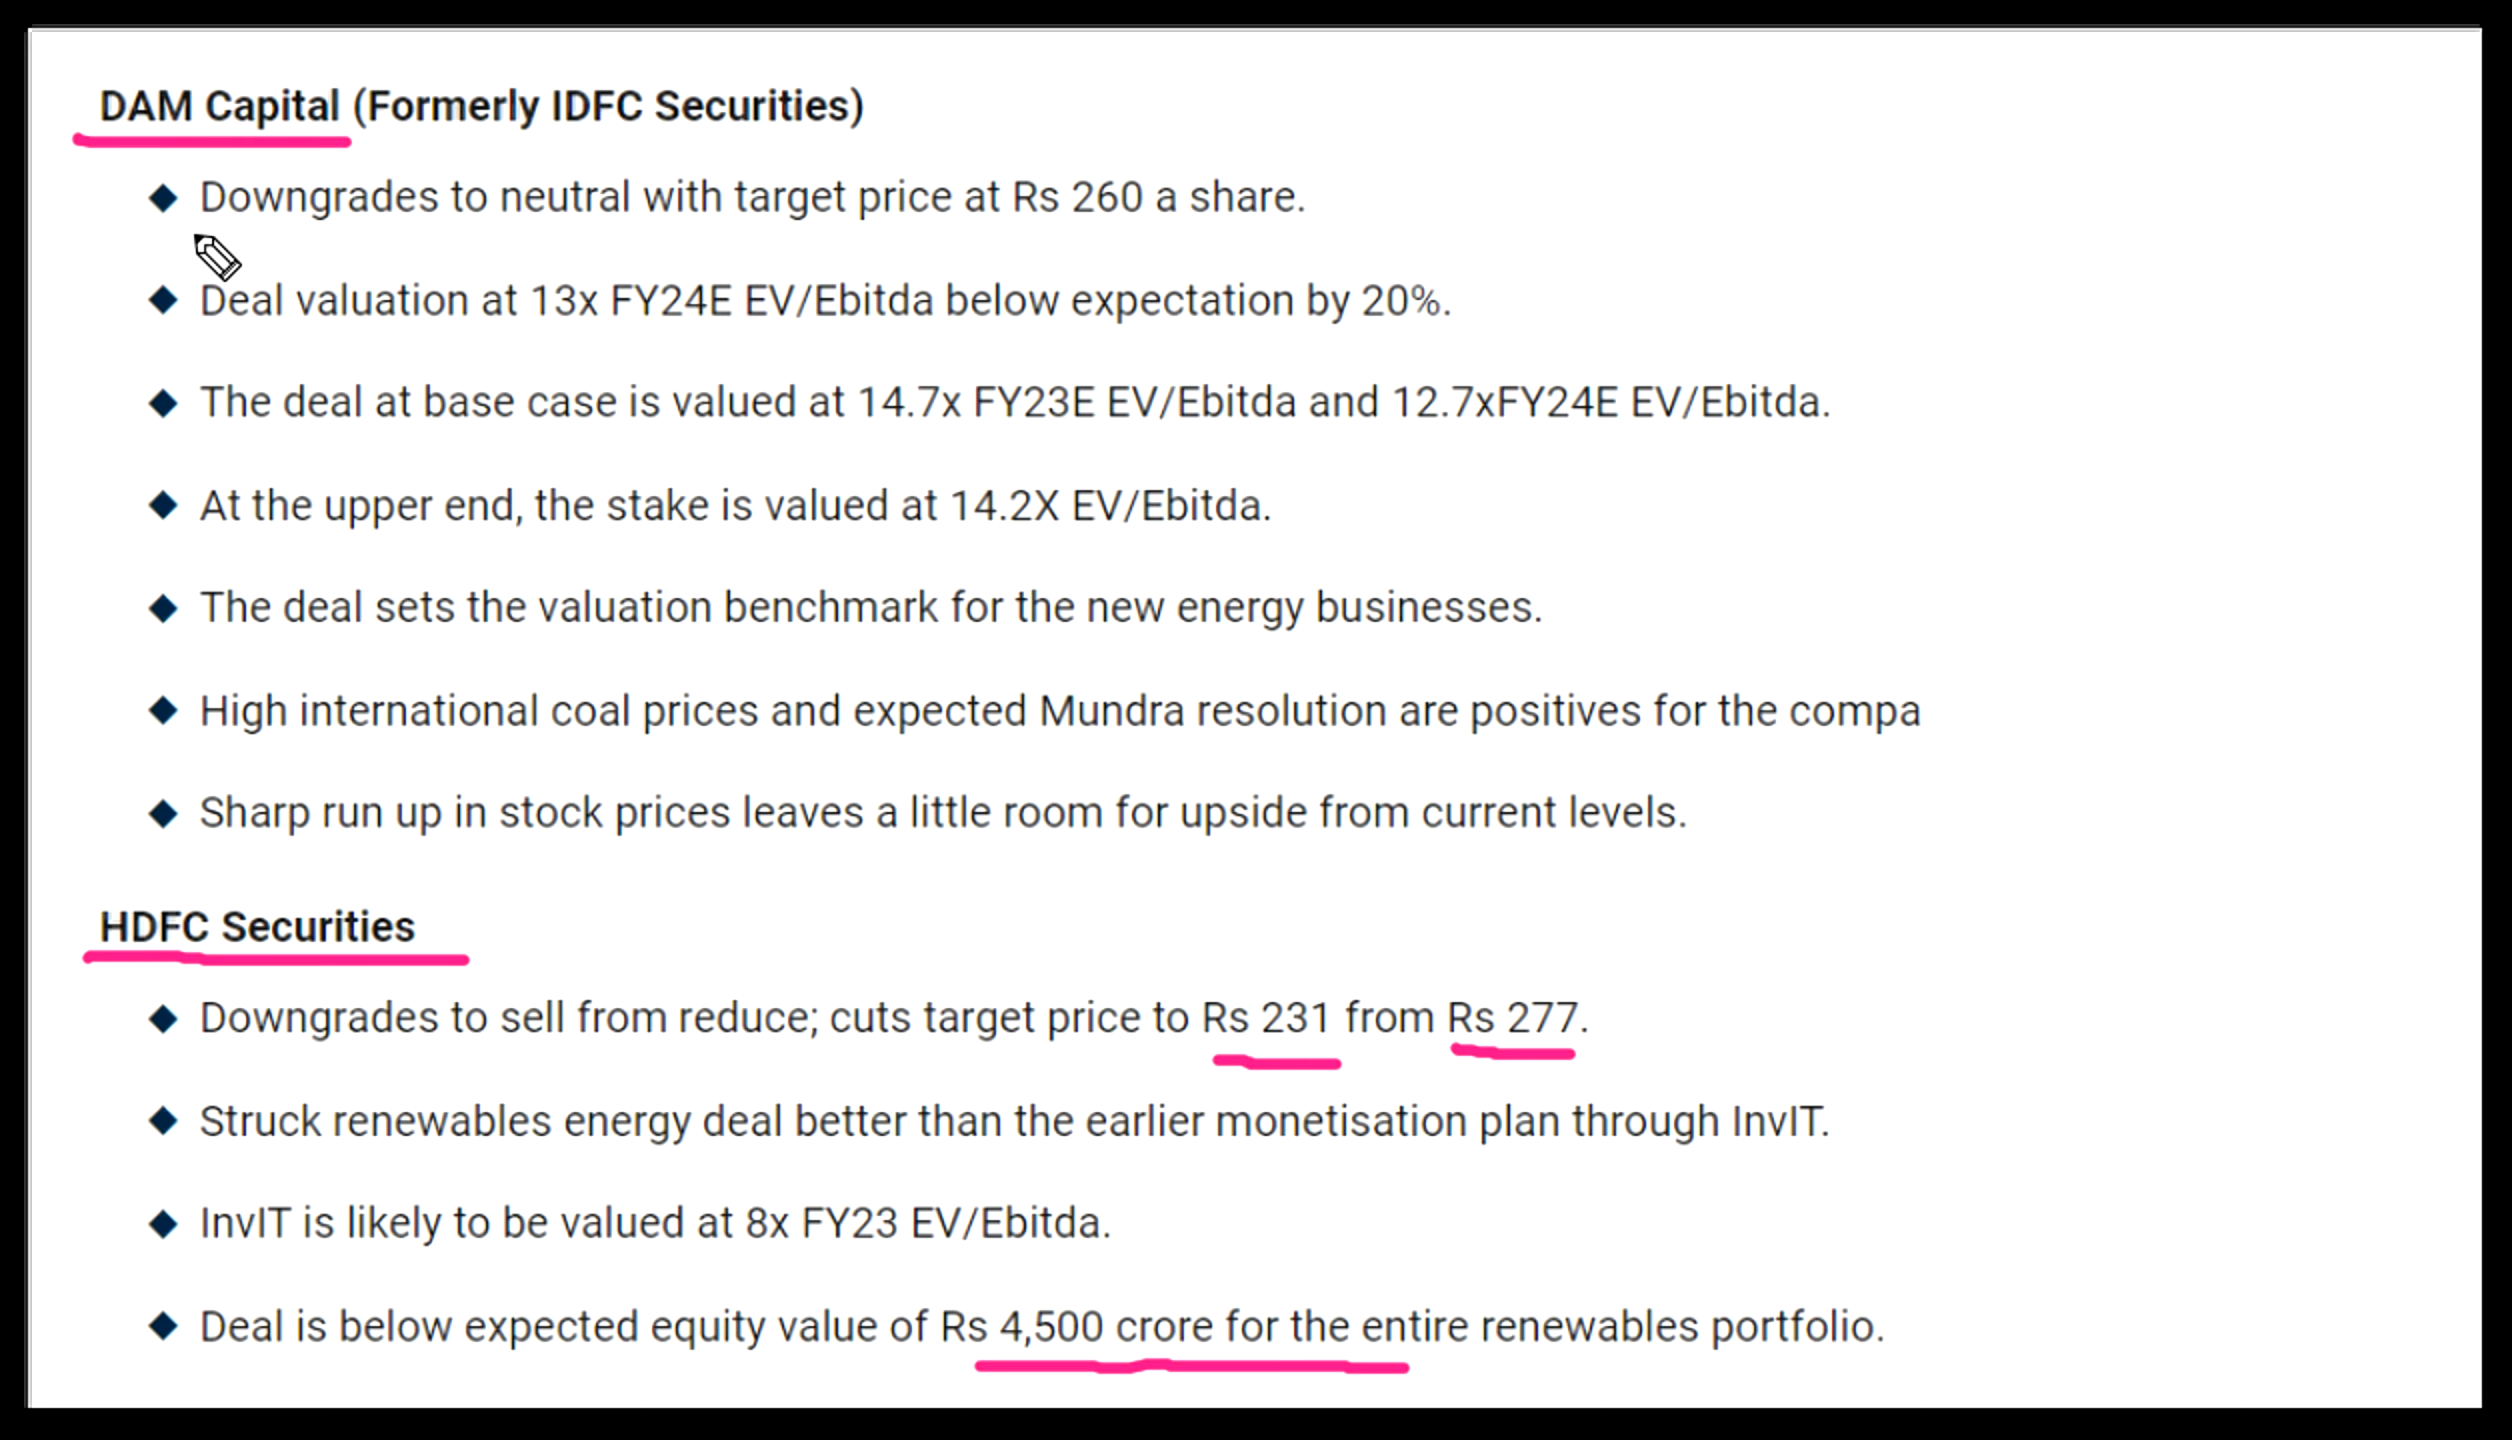 DAM Capital (Formerly IDFC Securities)
Downgrades to neutral with target price at Rs 260 a share.
Deal valuation at 13x FY24E EV/Ebitda below expectation by 20%.
The deal at base case is valued at 14.7x FY23E EV/Ebitda and 12.7xFY24E EV/Ebitda.
At the upper end, the stake is valued at 14.2X EV/Ebitda.
The deal sets the valuation benchmark for the new energy businesses.
High international coal prices and expected Mundra resolution are positives for the compa
Sharp run up in stock prices leaves a little room for upside from current levels.
HDFC Securities
Downgrades to sell from reduce; cuts target price to Rs 231 from Rs 277.
Struck renewables energy deal better than the earlier monetisation plan through InvIT.
InvIT is likely to be valued at 8x FY23 EV/Ebitda.
Deal is below expected equity value of Rs 4,500 crore for the entire renewables portfolio.